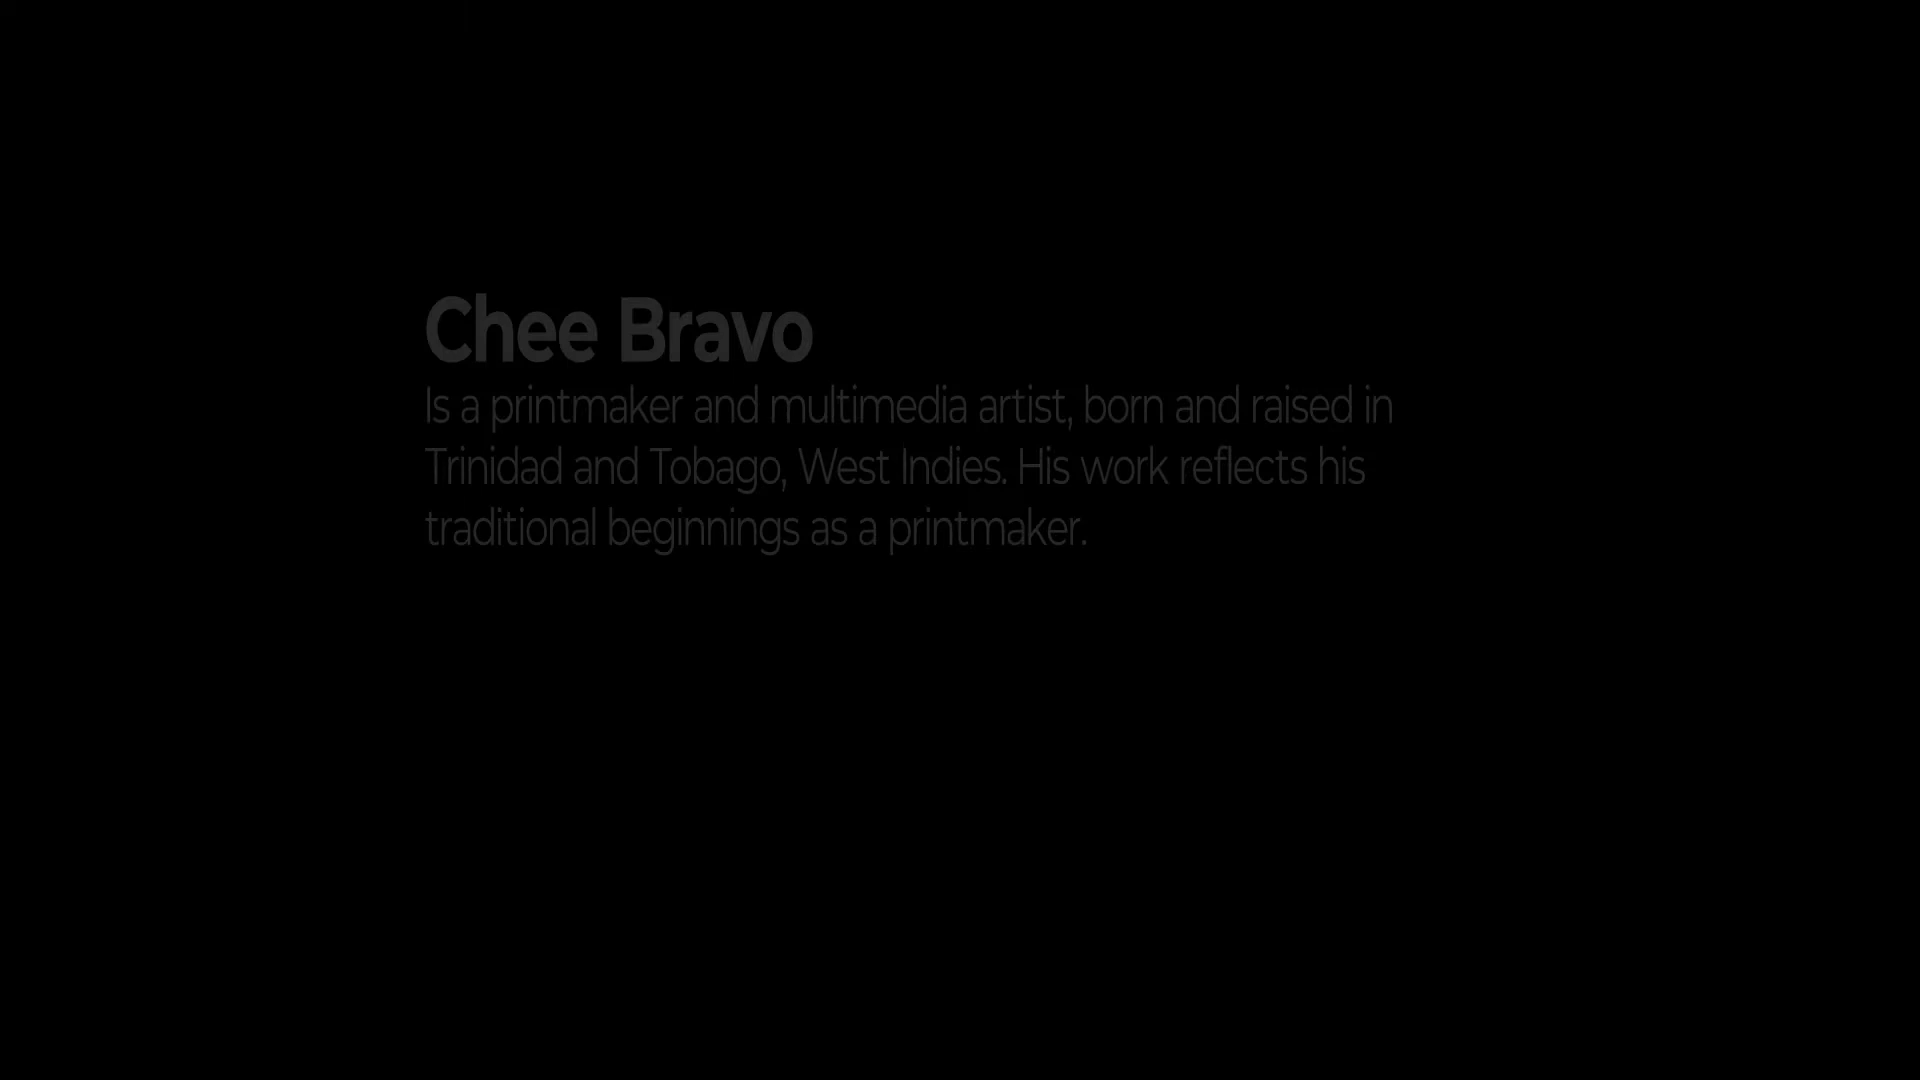 Chee Bravo
Is a printmaker and multimedia artist, born and raised in
Trinidad and Tobago, West Indies. His work reflects his
traditional beginnings as a printmaker.